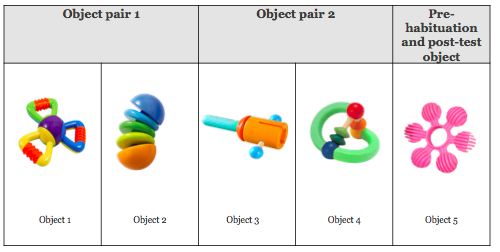 Object pair 1
Object pair 2
Pre-
habituation
and post-test
object
Object 1
Object 2
Object 3
Object 4
Object 5